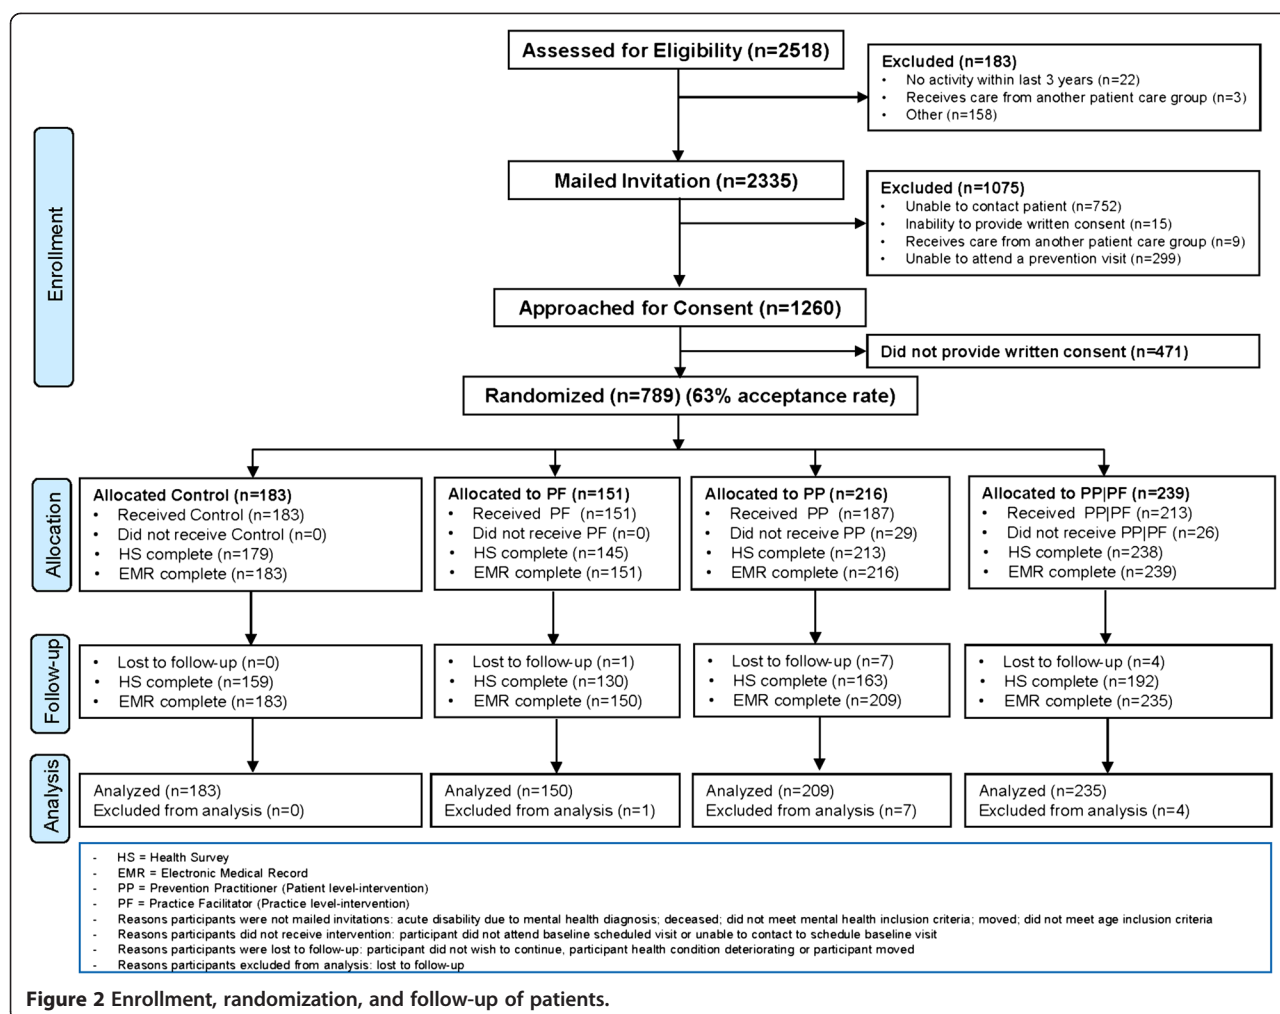 Assessed for Eligibility (n=2518)
Excluded (n=183)
• No activity within last 3 years (n=22)
• Receives care from another patient care group (n=3)
• Other (n=158)
Enrollment
Mailed Invitation (n=2335)
Excluded (n=1075)
• Unable to contact patient (n=752)
• Inability to provide written consent (n=15)
• Receives care from another patient care group (n=9)
• Unable to attend a prevention visit (n=299)
Approached for Consent (n=1260)
Did not provide written consent (n=471)
Randomized (n=789) (63% acceptance rate)
Allocation
Allocated Control (n=183)
• Received Control (n=183)
• Did not receive Control (n=0)
• HS complete (n=179)
• EMR complete (n=183)
Allocated to PF (n=151)
• Received PF (n=151)
• Did not receive PF (n=0)
• HS complete (n=145)
• EMR complete (n=151)
Allocated to PP (n=216)
• Received PP (n=187)
• Did not receive PP (n=29)
• HS complete (n=213)
• EMR complete (n=216)
Allocated to PP|PF (n=239)
• Received PP|PF (n=213)
• Did not receive PP|PF (n=26)
• HS complete (n=238)
• EMR complete (n=239)
Follow-up
• Lost to follow-up (n=0)
• HS complete (n=159)
• EMR complete (n=183)
• Lost to follow-up (n=1)
• HS complete (n=130)
• EMR complete (n=150)
• Lost to follow-up (n=7)
• HS complete (n=163)
• EMR complete (n=209)
• Lost to follow-up (n=4)
• HS complete (n=192)
• EMR complete (n=235)
Analysis
Analyzed (n=183)
Excluded from analysis (n=0)
Analyzed (n=150)
Excluded from analysis (n=1)
Analyzed (n=209)
Excluded from analysis (n=7)
Analyzed (n=235)
Excluded from analysis (n=4)
- HS = Health Survey
- EMR = Electronic Medical Record
- PP = Prevention Practitioner (Patient level-intervention)
- PF = Practice Facilitator (Practice level-intervention)
- Reasons participants were not mailed invitations: acute disability due to mental health diagnosis; deceased; did not meet mental health inclusion criteria; moved; did not meet age inclusion criteria
- Reasons participants did not receive intervention: participant did not attend baseline scheduled visit or unable to contact to schedule baseline visit
- Reasons participants were lost to follow-up: participant did not wish to continue, participant health condition deteriorating or participant moved
- Reasons participants excluded from analysis: lost to follow-up
Figure 2 Enrollment, randomization, and follow-up of patients.